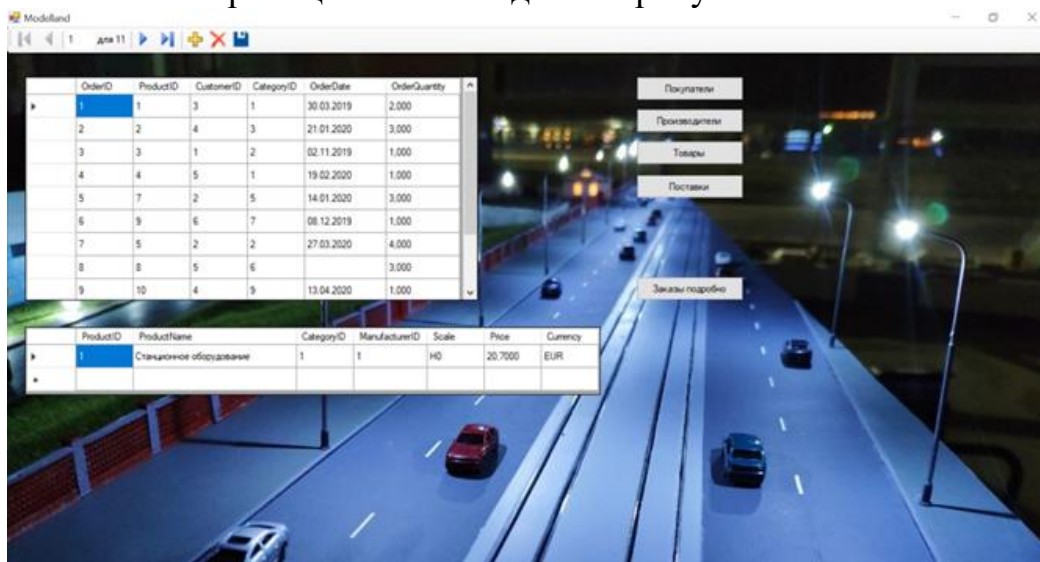 Modelland
1 для 11
OrderID ProductID CustomerID CategoryID OrderDate OrderQuantity
1 1 3 1 30.03.2019 2,000
2 2 4 3 21.01.2020 3,000
3 3 1 2 02.11.2019 1,000
4 4 5 1 19.02.2020 1,000
5 7 2 5 14.01.2020 3,000
6 9 6 7 08.12.2019 1,000
7 5 2 2 27.03.2020 4,000
8 8 5 6 3,000
9 10 4 9 13.04.2020 1,000
Покупатели
Производители
Товары
Поставки
Заказы подробно
ProductID ProductName CategoryID ManufacturerID Scale Price Currency
1 Станционное оборудование 1 1 H0 20,7000 EUR